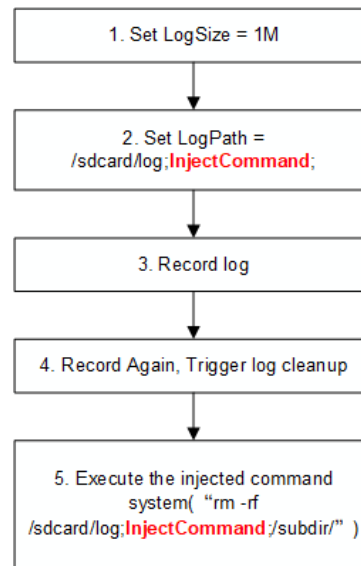 1. Set LogSize = 1M
2. Set LogPath =
/sdcard/log;InjectCommand;
3. Record log
4. Record Again, Trigger log cleanup
5. Execute the injected command
system( “rm -rf
/sdcard/log;InjectCommand;/subdir/” )